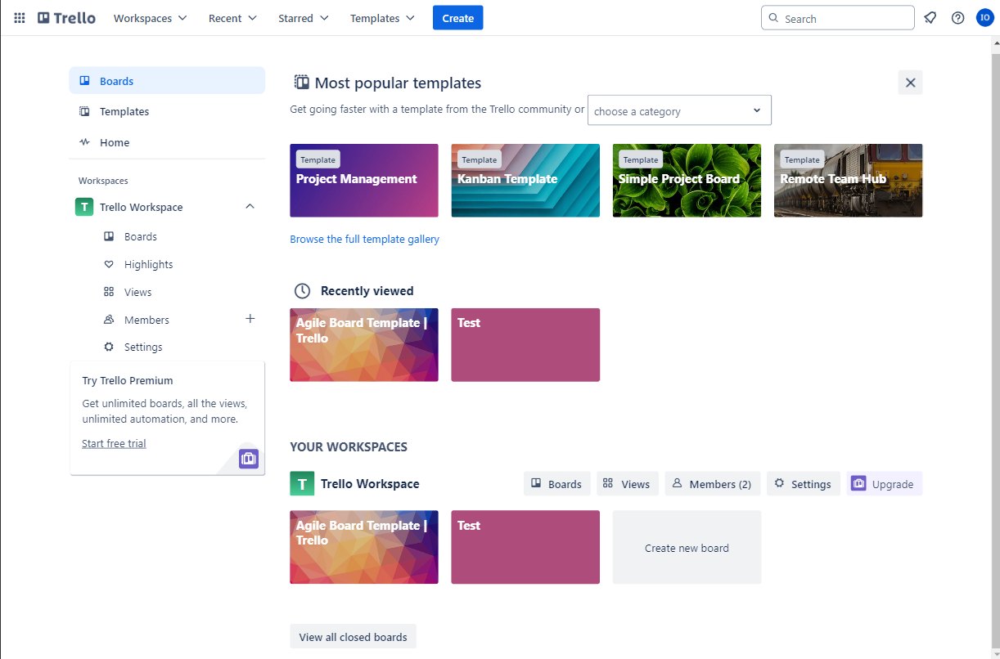 Trello
Workspaces
Recent
Starred
Templates
Create
Search
IO
Boards
Templates
Home
Workspaces
T
Trello Workspace
Boards
Highlights
Views
Members
Settings
Try Trello Premium
Get unlimited boards, all the views,
unlimited automation, and more.
Start free trial
Most popular templates
Get going faster with a template from the Trello community or
choose a category
Template
Project Management
Template
Kanban Template
Template
Simple Project Board
Template
Remote Team Hub
Browse the full template gallery
Recently viewed
Agile Board Template |
Trello
Test
YOUR WORKSPACES
T
Trello Workspace
Boards
Views
Members (2)
Settings
Upgrade
Agile Board Template |
Trello
Test
Create new board
View all closed boards